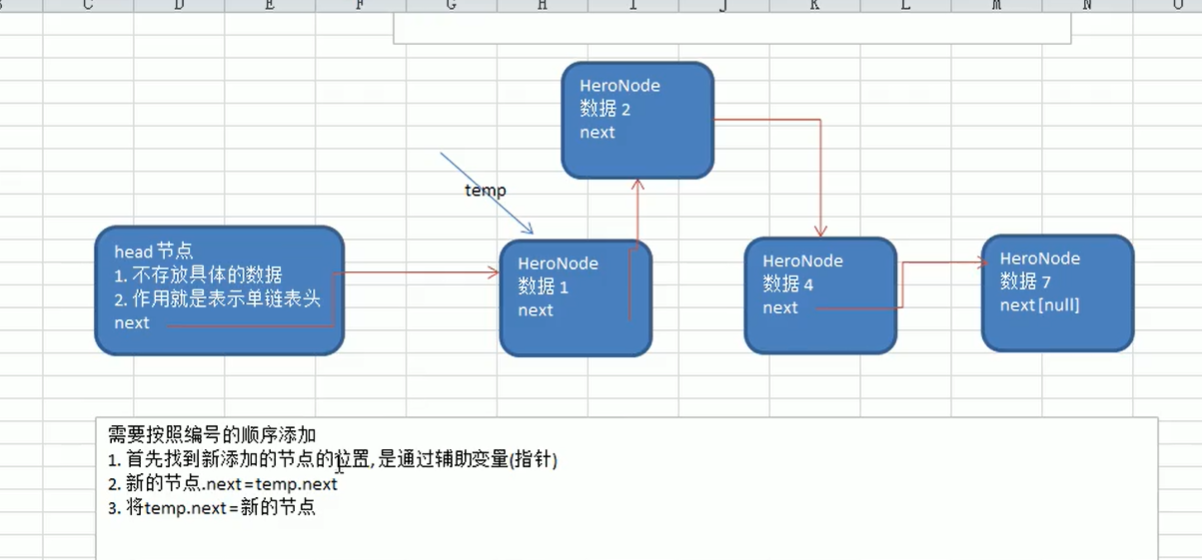 C D E F G H I J K L M N O
HeroNode
数据 2
next
temp
head 节点
1. 不存放具体的数据
2. 作用就是表示单链表头
next
HeroNode
数据 1
next
HeroNode
数据 4
next
HeroNode
数据 7
next[null]
需要按照编号的顺序添加
1. 首先找到新添加的节点的位置,是通过辅助变量(指针)
2. 新的节点.next=temp.next
3. 将temp.next=新的节点